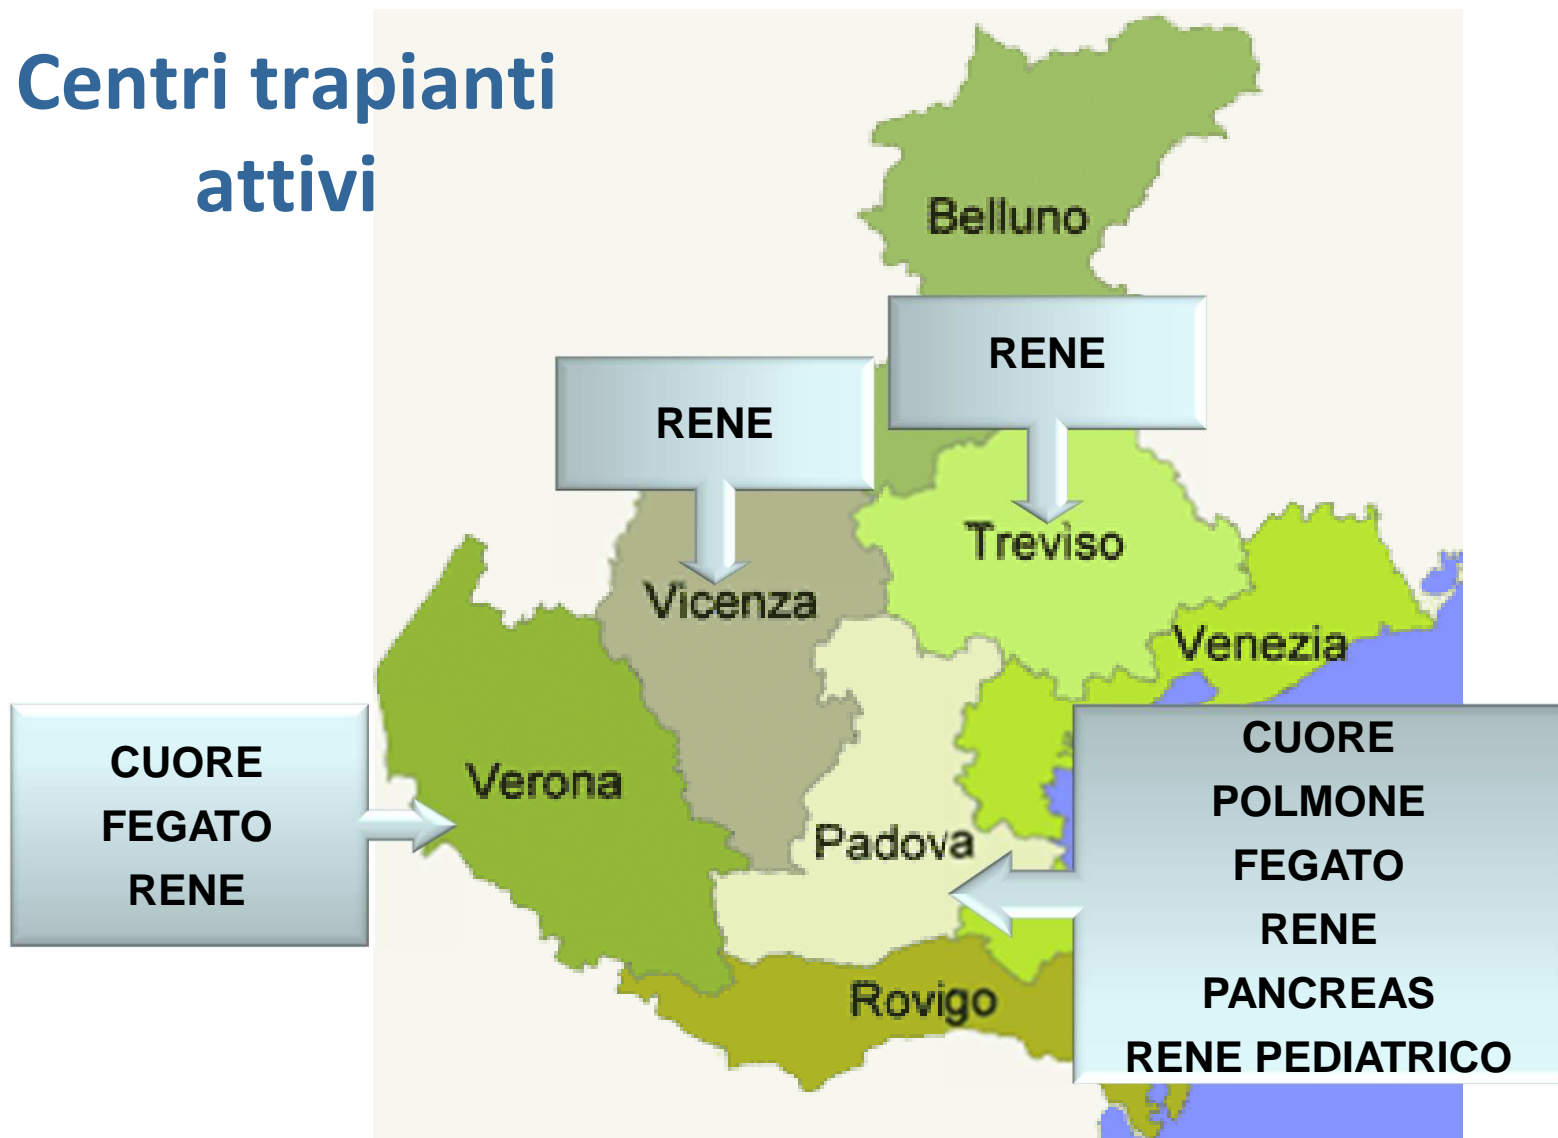 Centri trapianti
attivi
Belluno
RENE
RENE
Treviso
Vicenza
Venezia
CUORE
FEGATO
RENE
Verona
Padova
CUORE
POLMONE
FEGATO
RENE
PANCREAS
RENE PEDIATRICO
Rovigo